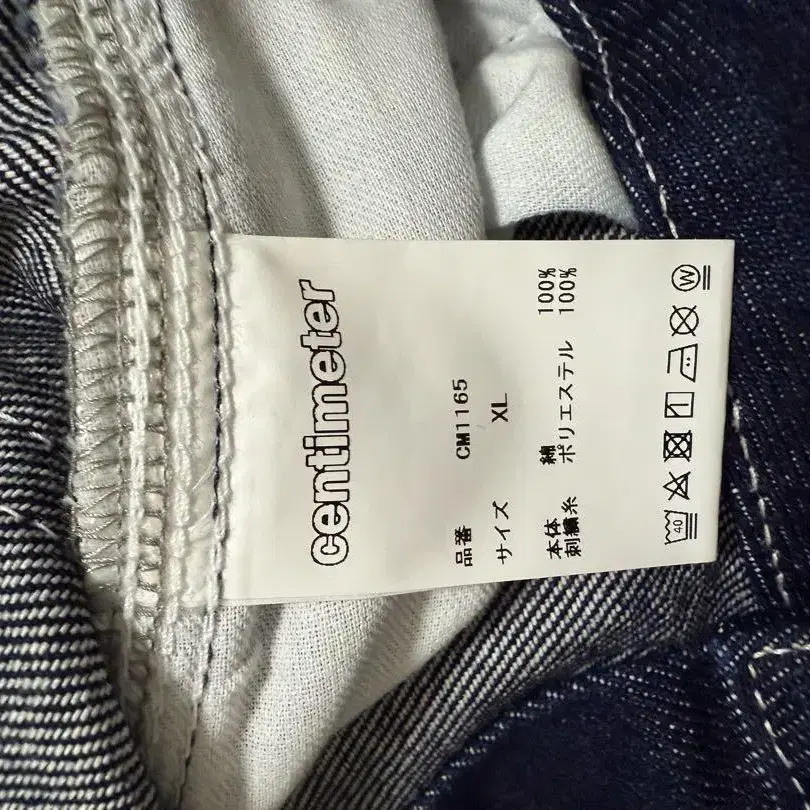 centimeter
品番 CM1165
サイズ XL
本体 綿 100%
刺繍糸 ポリエステル 100%
40 W